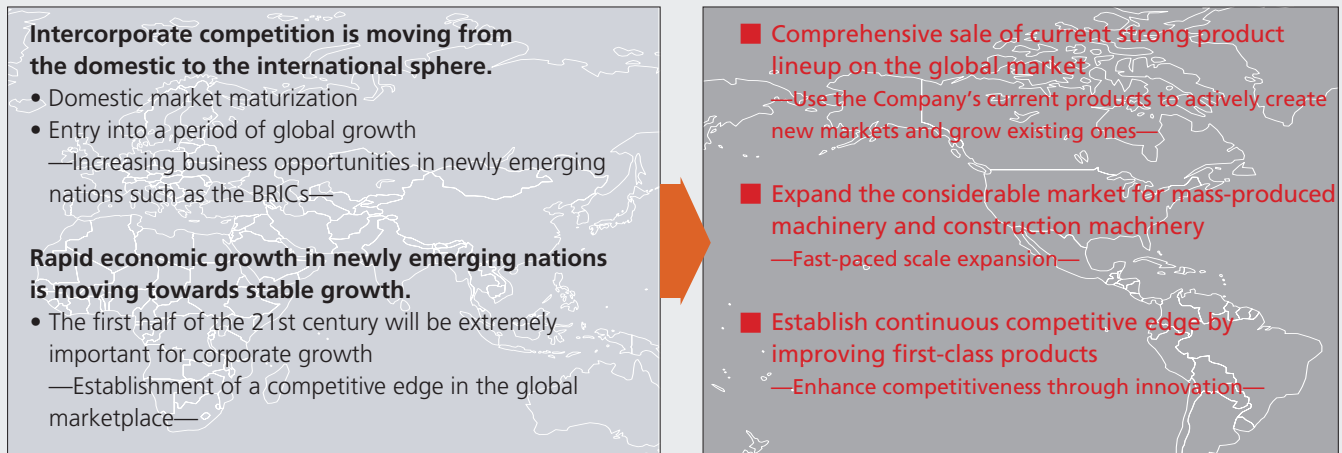 Intercorporate competition is moving from
the domestic to the international sphere.
• Domestic market maturization
• Entry into a period of global growth
—Increasing business opportunities in newly emerging
nations such as the BRICs—
Rapid economic growth in newly emerging nations
is moving towards stable growth.
• The first half of the 21st century will be extremely
important for corporate growth
—Establishment of a competitive edge in the global
marketplace—
■ Comprehensive sale of current strong product
lineup on the global market
—Use the Company’s current products to actively create
new markets and grow existing ones—
■ Expand the considerable market for mass-produced
machinery and construction machinery
—Fast-paced scale expansion—
■ Establish continuous competitive edge by
improving first-class products
—Enhance competitiveness through innovation—